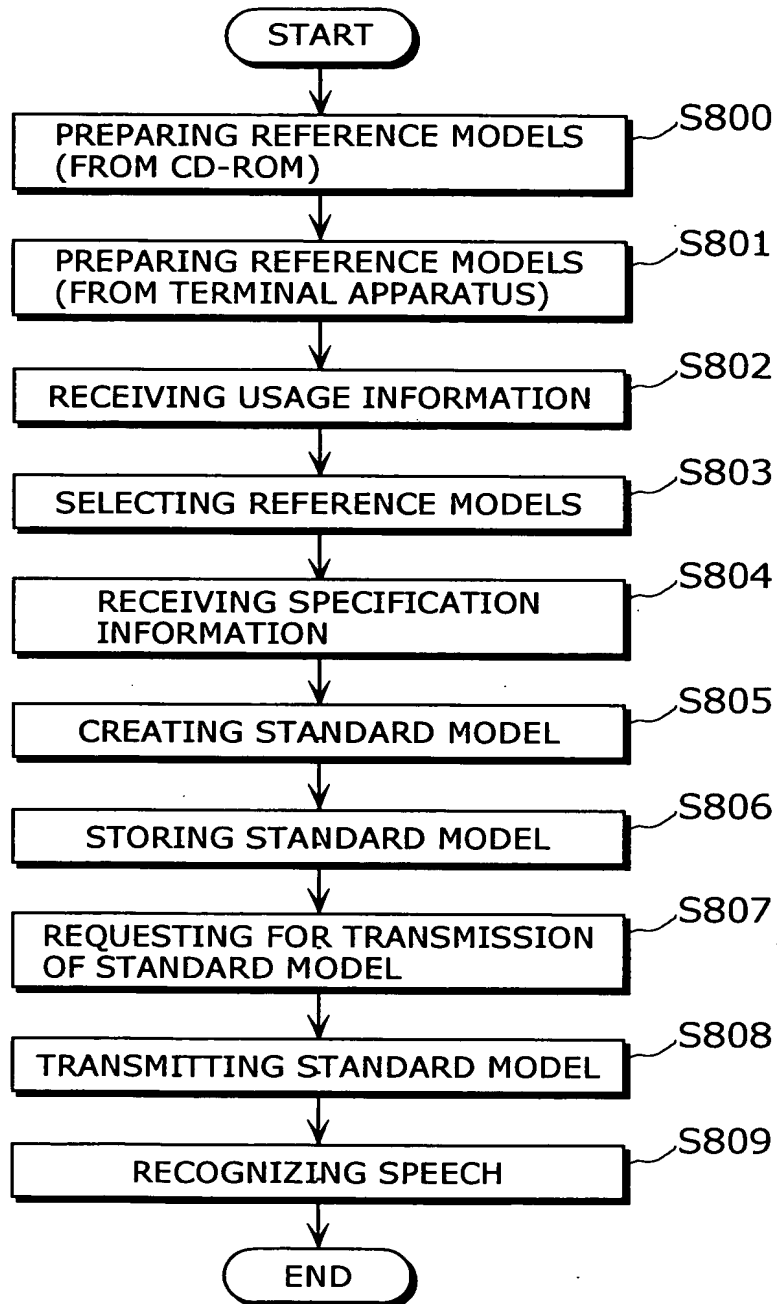 START
PREPARING REFERENCE MODELS
(FROM CD-ROM)
S800
PREPARING REFERENCE MODELS
(FROM TERMINAL APPARATUS)
S801
RECEIVING USAGE INFORMATION
S802
SELECTING REFERENCE MODELS
S803
RECEIVING SPECIFICATION
INFORMATION
S804
CREATING STANDARD MODEL
S805
STORING STANDARD MODEL
S806
REQUESTING FOR TRANSMISSION
OF STANDARD MODEL
S807
TRANSMITTING STANDARD MODEL
S808
RECOGNIZING SPEECH
S809
END